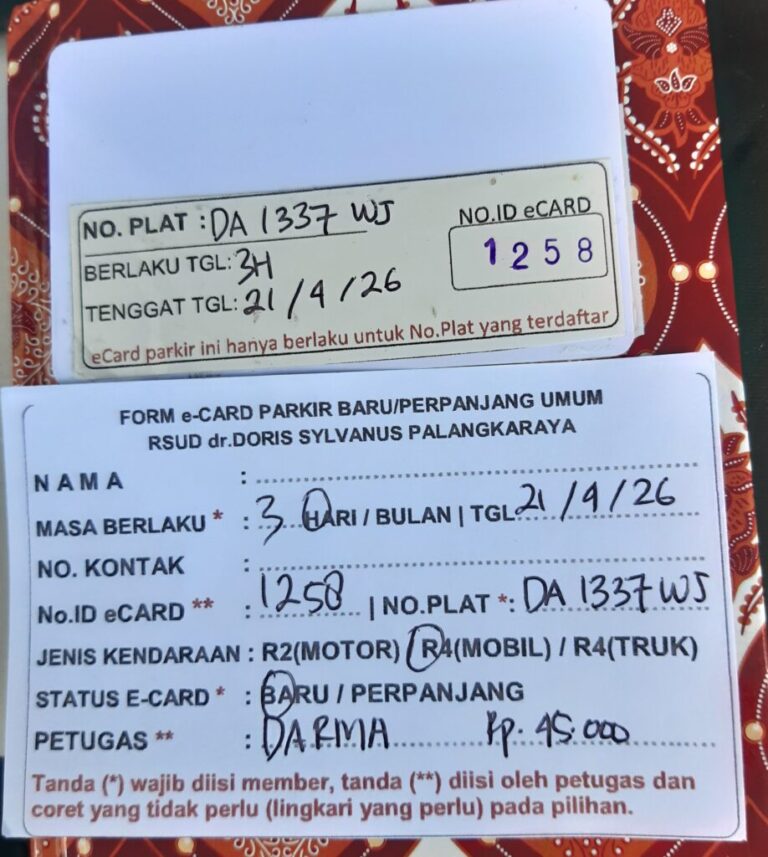 NO. PLAT : DA 1337 WJ
NO.ID eCARD
1258
BERLAKU TGL: 3H
TENGGAT TGL: 21/4/26
eCard parkir ini hanya berlaku untuk No.Plat yang terdaftar
FORM e-CARD PARKIR BARU/PERPANJANG UMUM
RSUD dr.DORIS SYLVANUS PALANGKARAYA
NAMA :
MASA BERLAKU * : 3 HARI / BULAN | TGL 21/4/26
NO. KONTAK :
No.ID eCARD ** : 1258 | NO.PLAT *: DA 1337 WJ
JENIS KENDARAAN : R2(MOTOR) / R4(MOBIL) / R4(TRUK)
STATUS E-CARD * : BARU / PERPANJANG
PETUGAS ** : DARMA Rp. 45.000
Tanda (*) wajib diisi member, tanda (**) diisi oleh petugas dan
coret yang tidak perlu (lingkari yang perlu) pada pilihan.